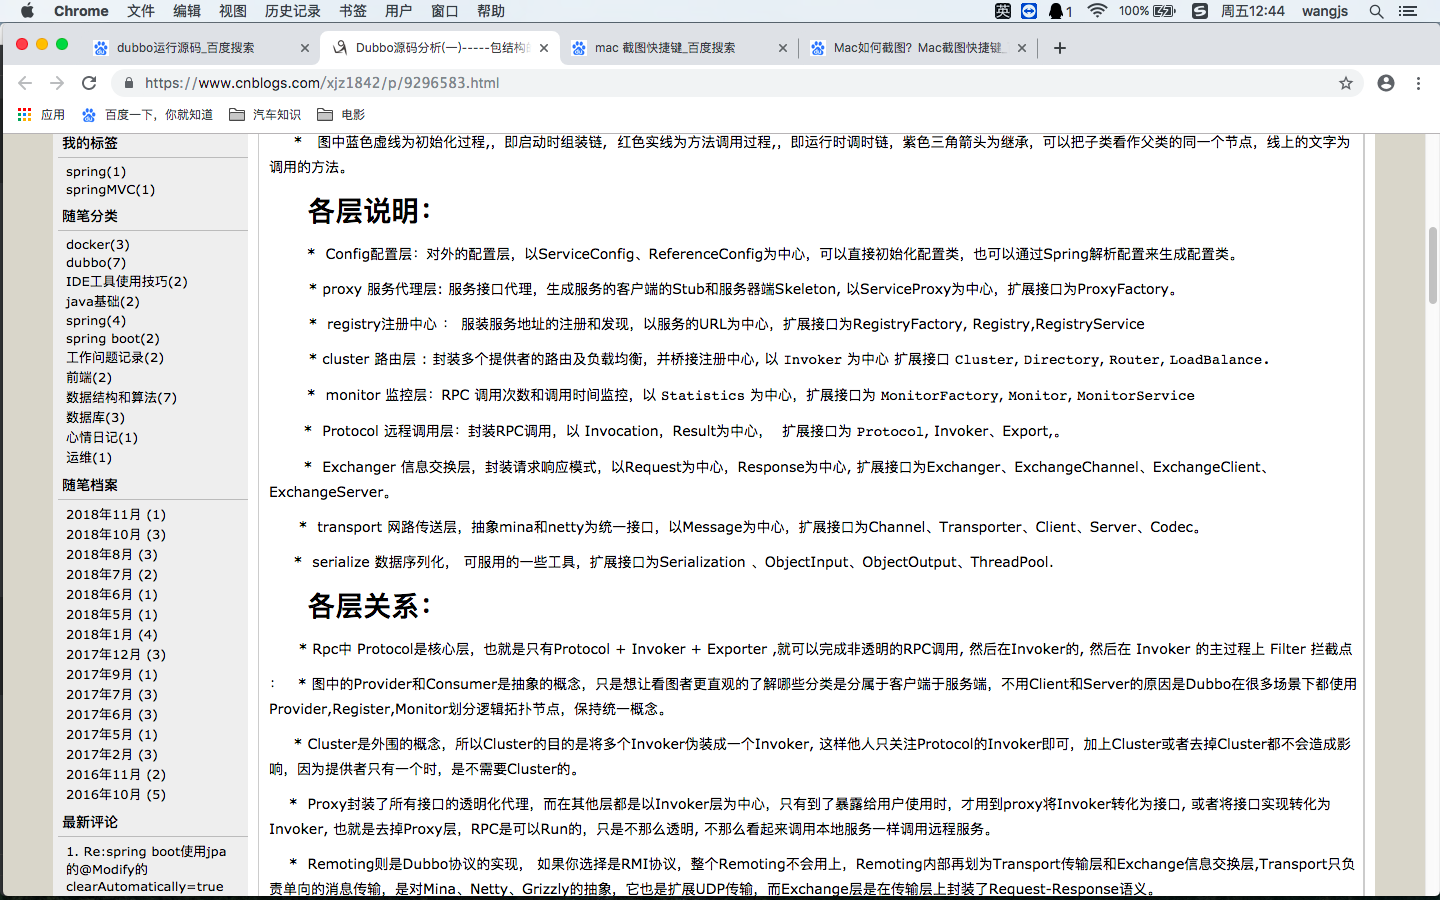 Chrome 文件 编辑 视图 历史记录 书签 用户 窗口 帮助 英 1 100% 周五12:44 wangjs
dubbo运行源码_百度搜索 Dubbo源码分析(一)-----包结构 mac 截图快捷键_百度搜索 Mac如何截图？Mac截图快捷键_
https://www.cnblogs.com/xjz1842/p/9296583.html
应用 百度一下，你就知道 汽车知识 电影
我的标签
spring(1)
springMVC(1)
随笔分类
docker(3)
dubbo(7)
IDE工具使用技巧(2)
java基础(2)
spring(4)
spring boot(2)
工作问题记录(2)
前端(2)
数据结构和算法(7)
数据库(3)
心情日记(1)
运维(1)
随笔档案
2018年11月 (1)
2018年10月 (3)
2018年8月 (3)
2018年7月 (2)
2018年6月 (1)
2018年5月 (1)
2018年1月 (4)
2017年12月 (3)
2017年9月 (1)
2017年7月 (3)
2017年6月 (3)
2017年5月 (1)
2017年2月 (3)
2016年11月 (2)
2016年10月 (5)
最新评论
1. Re:spring boot使用jpa
的@Modify的
clearAutomatically=true
* 图中蓝色虚线为初始化过程,，即启动时组装链，红色实线为方法调用过程,，即运行时调时链，紫色三角箭头为继承，可以把子类看作父类的同一个节点，线上的文字为
调用的方法。
各层说明：
* Config配置层：对外的配置层，以ServiceConfig、ReferenceConfig为中心，可以直接初始化配置类，也可以通过Spring解析配置来生成配置类。
* proxy 服务代理层: 服务接口代理，生成服务的客户端的Stub和服务器端Skeleton, 以ServiceProxy为中心，扩展接口为ProxyFactory。
* registry注册中心 ： 服装服务地址的注册和发现，以服务的URL为中心，扩展接口为RegistryFactory, Registry,RegistryService
* cluster 路由层 : 封装多个提供者的路由及负载均衡，并桥接注册中心, 以 Invoker 为中心 扩展接口 Cluster, Directory, Router, LoadBalance.
* monitor 监控层：RPC 调用次数和调用时间监控，以 Statistics 为中心，扩展接口为 MonitorFactory, Monitor, MonitorService
* Protocol 远程调用层：封装RPC调用，以 Invocation，Result为中心， 扩展接口为 Protocol, Invoker、Export,。
* Exchanger 信息交换层，封装请求响应模式，以Request为中心，Response为中心, 扩展接口为Exchanger、ExchangeChannel、ExchangeClient、
ExchangeServer。
* transport 网路传送层，抽象mina和netty为统一接口，以Message为中心，扩展接口为Channel、Transporter、Client、Server、Codec。
* serialize 数据序列化， 可服用的一些工具，扩展接口为Serialization 、ObjectInput、ObjectOutput、ThreadPool.
各层关系：
* Rpc中 Protocol是核心层，也就是只有Protocol + Invoker + Exporter ,就可以完成非透明的RPC调用, 然后在Invoker的, 然后在 Invoker 的主过程上 Filter 拦截点
： * 图中的Provider和Consumer是抽象的概念，只是想让看图者更直观的了解哪些分类是分属于客户端于服务端，不用Client和Server的原因是Dubbo在很多场景下都使用
Provider,Register,Monitor划分逻辑拓扑节点，保持统一概念。
* Cluster是外围的概念，所以Cluster的目的是将多个Invoker伪装成一个Invoker, 这样他人只关注Protocol的Invoker即可，加上Cluster或者去掉Cluster都不会造成影
响，因为提供者只有一个时，是不需要Cluster的。
* Proxy封装了所有接口的透明化代理，而在其他层都是以Invoker层为中心，只有到了暴露给用户使用时，才用到proxy将Invoker转化为接口, 或者将接口实现转化为
Invoker, 也就是去掉Proxy层，RPC是可以Run的，只是不那么透明, 不那么看起来调用本地服务一样调用远程服务。
* Remoting则是Dubbo协议的实现， 如果你选择是RMI协议，整个Remoting不会用上，Remoting内部再划为Transport传输层和Exchange信息交换层,Transport只负
责单向的消息传输，是对Mina、Netty、Grizzly的抽象，它也是扩展UDP传输，而Exchange层是在传输层上封装了Request-Response语义。